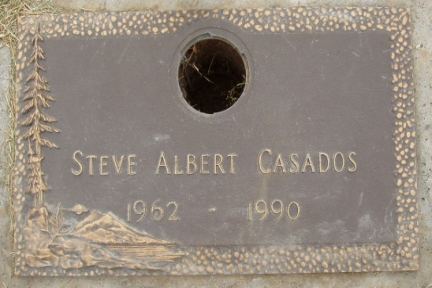 STEVE ALBERT CASADOS
1962 - 1990